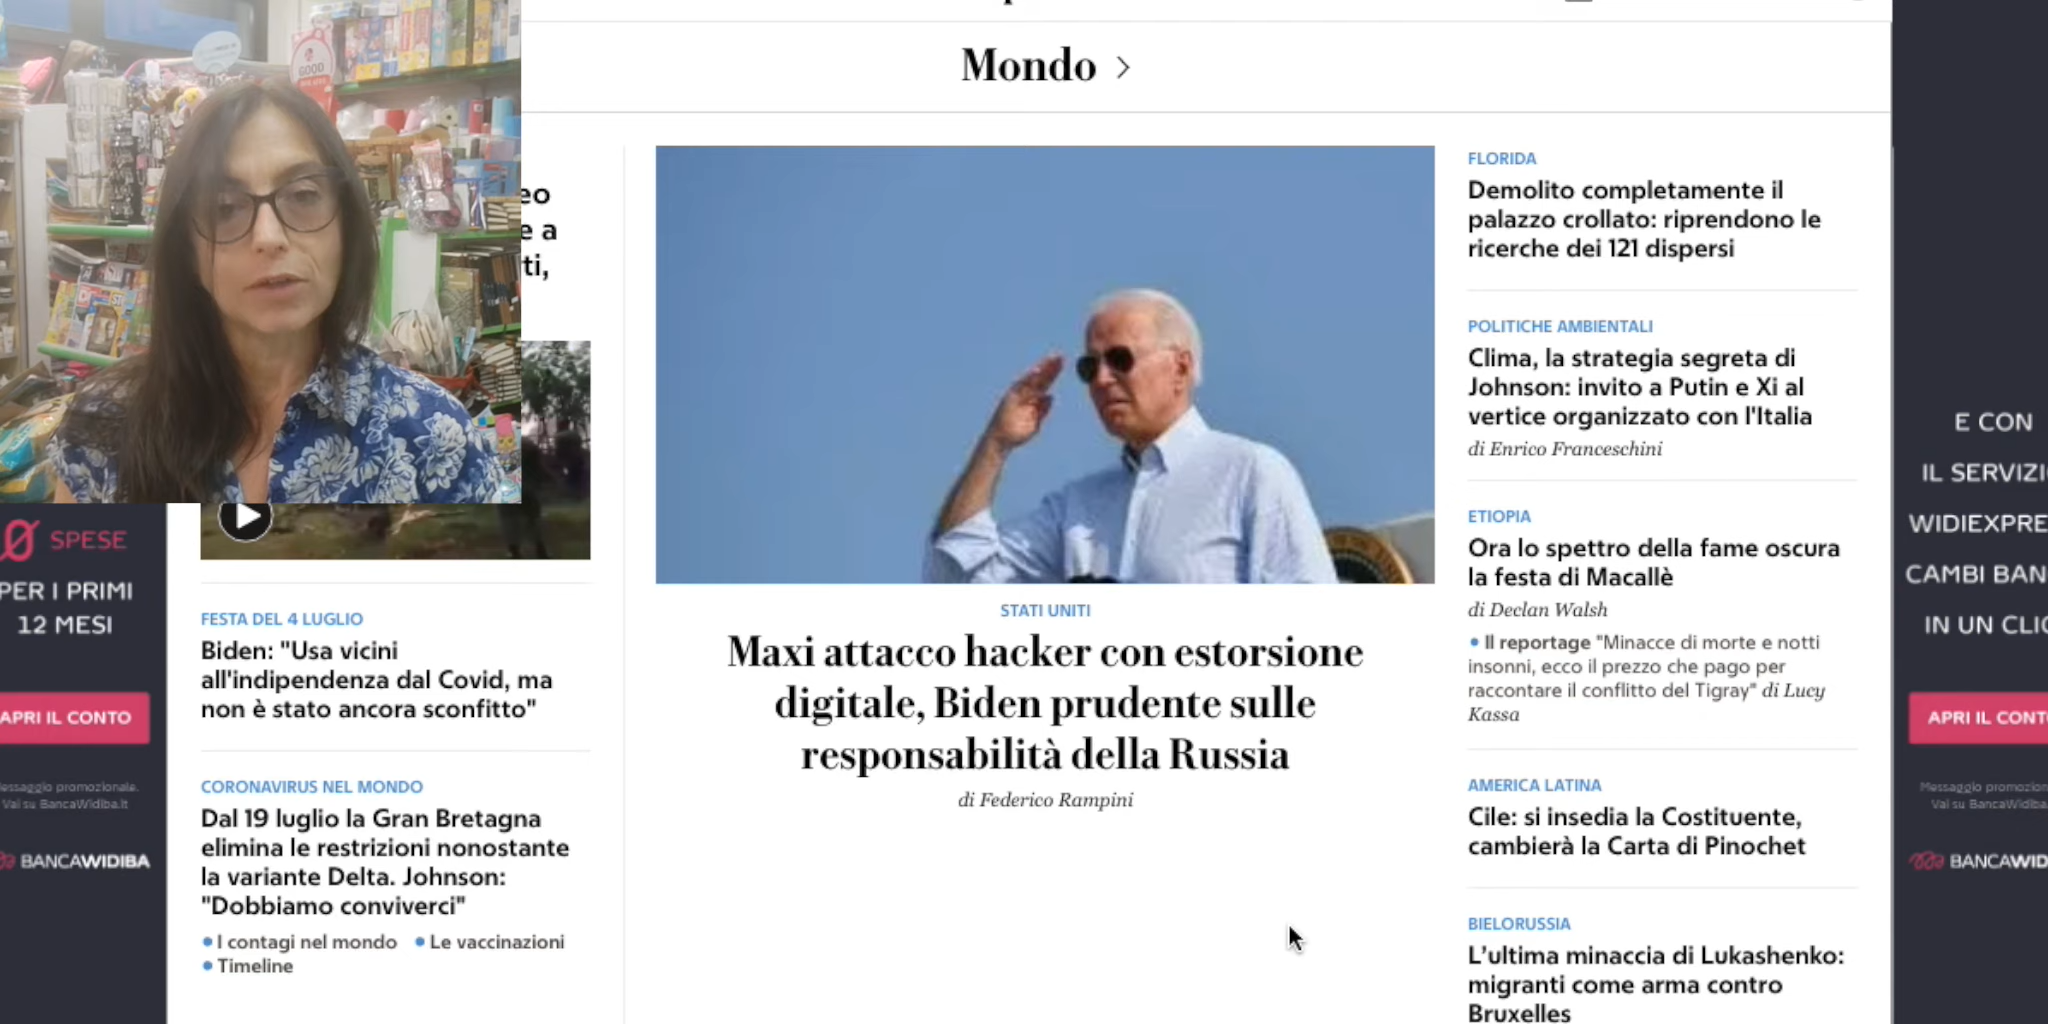 Mondo >
GOOD
eo
e a
ti,
SPESE
PER I PRIMI
12 MESI
APRI IL CONTO
Messaggio promozionale.
Vai su BancaWidiba.it
BANCAWIDIBA
FESTA DEL 4 LUGLIO
Biden: "Usa vicini
all'indipendenza dal Covid, ma
non è stato ancora sconfitto"
CORONAVIRUS NEL MONDO
Dal 19 luglio la Gran Bretagna
elimina le restrizioni nonostante
la variante Delta. Johnson:
"Dobbiamo conviverci"
• I contagi nel mondo • Le vaccinazioni
• Timeline
STATI UNITI
Maxi attacco hacker con estorsione
digitale, Biden prudente sulle
responsabilità della Russia
di Federico Rampini
FLORIDA
Demolito completamente il
palazzo crollato: riprendono le
ricerche dei 121 dispersi
POLITICHE AMBIENTALI
Clima, la strategia segreta di
Johnson: invito a Putin e Xi al
vertice organizzato con l'Italia
di Enrico Franceschini
ETIOPIA
Ora lo spettro della fame oscura
la festa di Macallè
di Declan Walsh
• Il reportage "Minacce di morte e notti
insonni, ecco il prezzo che pago per
raccontare il conflitto del Tigray" di Lucy
Kassa
AMERICA LATINA
Cile: si insedia la Costituente,
cambierà la Carta di Pinochet
BIELORUSSIA
L'ultima minaccia di Lukashenko:
migranti come arma contro
Bruxelles
E CON
IL SERVIZI
WIDIEXPRE
CAMBI BAN
IN UN CLIC
APRI IL CONT
Messaggio promozion
Vai su BancaWidiba.
BANCAWID